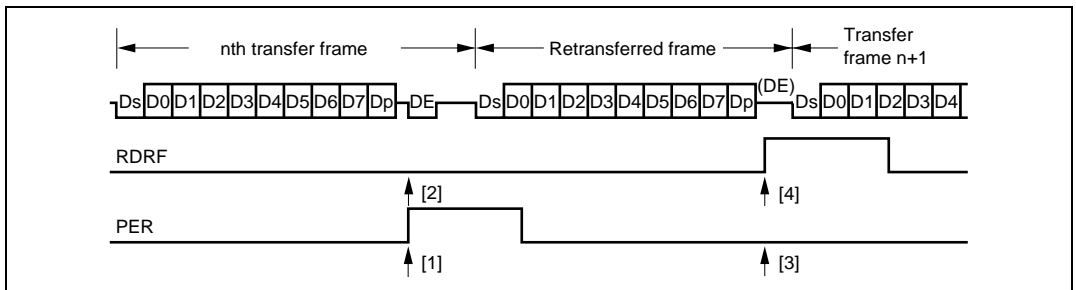 nth transfer frame
Retransferred frame
Transfer
frame n+1
Ds D0 D1 D2 D3 D4 D5 D6 D7 Dp DE Ds D0 D1 D2 D3 D4 D5 D6 D7 Dp (DE) Ds D0 D1 D2 D3 D4
RDRF
[2] [4]
PER
[1] [3]